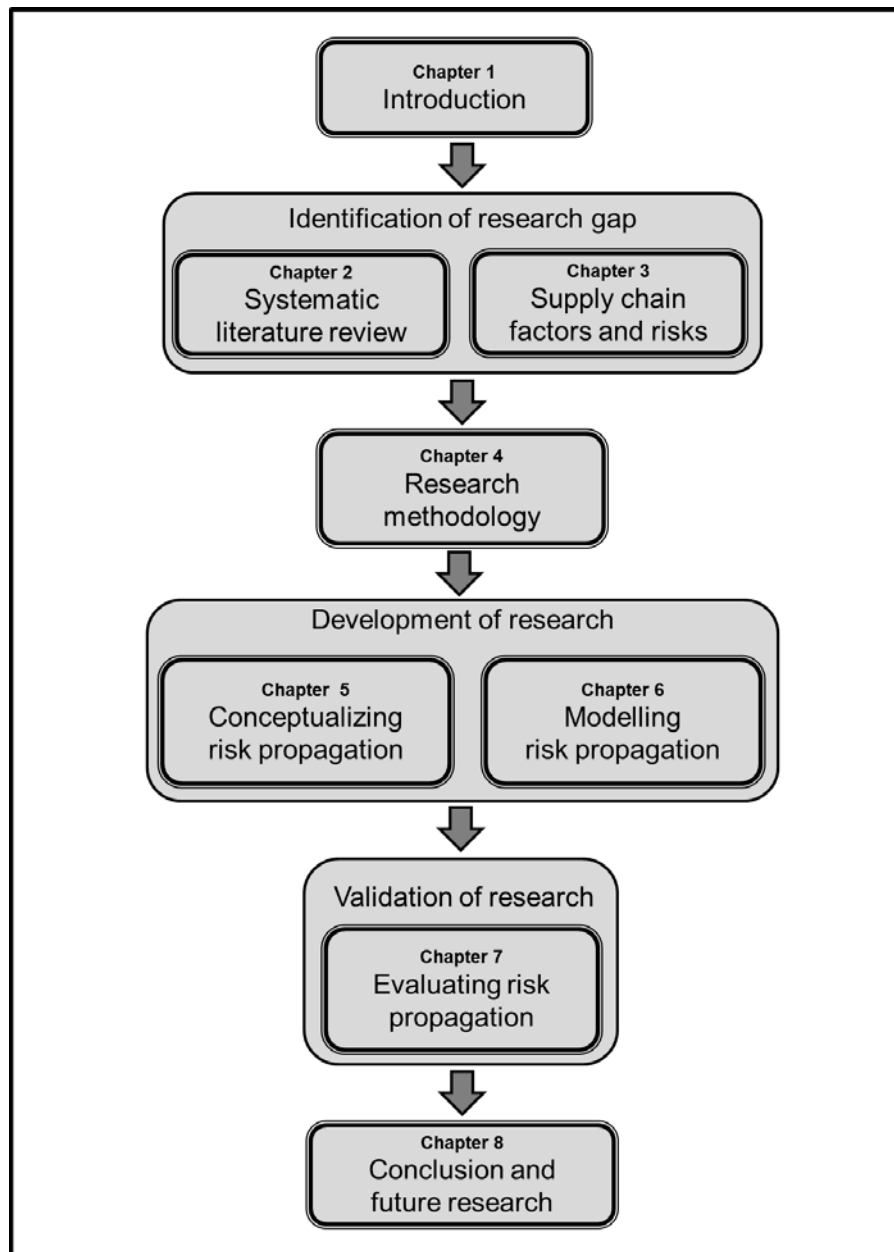 Chapter 1
Introduction
Identification of research gap
Chapter 2
Systematic
literature review
Chapter 3
Supply chain
factors and risks
Chapter 4
Research
methodology
Development of research
Chapter 5
Conceptualizing
risk propagation
Chapter 6
Modelling
risk propagation
Validation of research
Chapter 7
Evaluating risk
propagation
Chapter 8
Conclusion and
future research